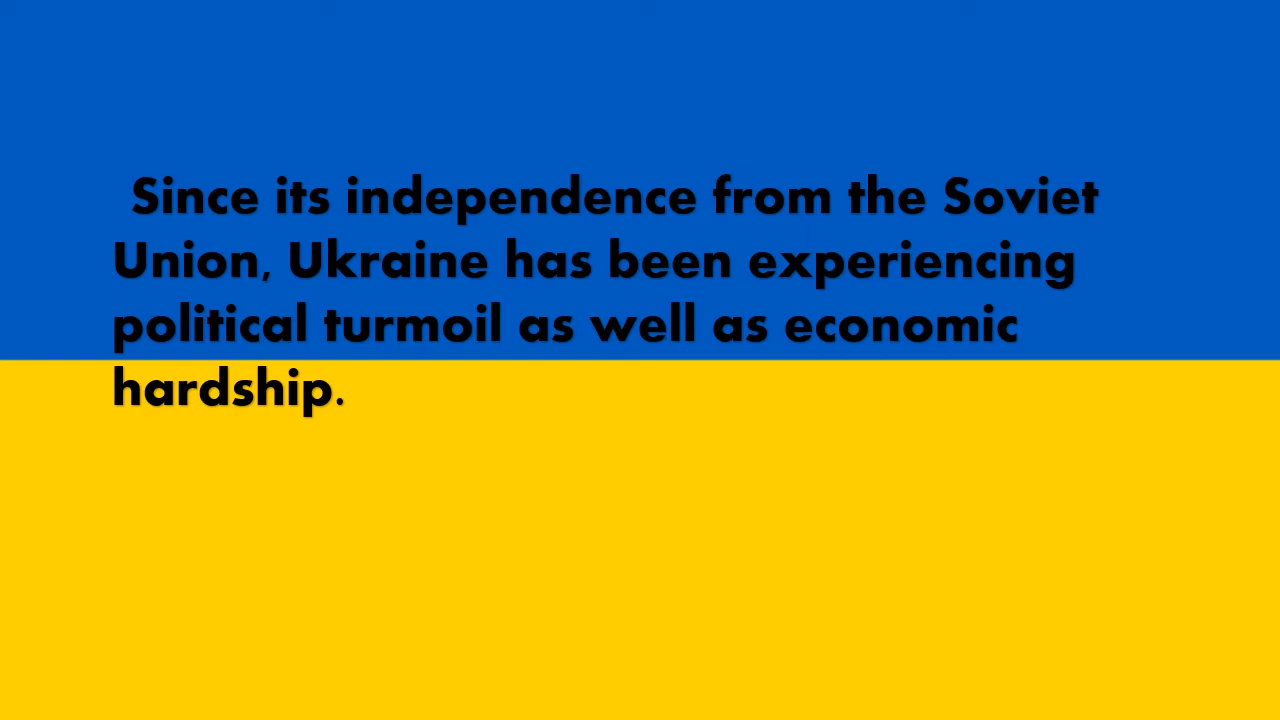 Since its independence from the Soviet
Union, Ukraine has been experiencing
political turmoil as well as economic
hardship.